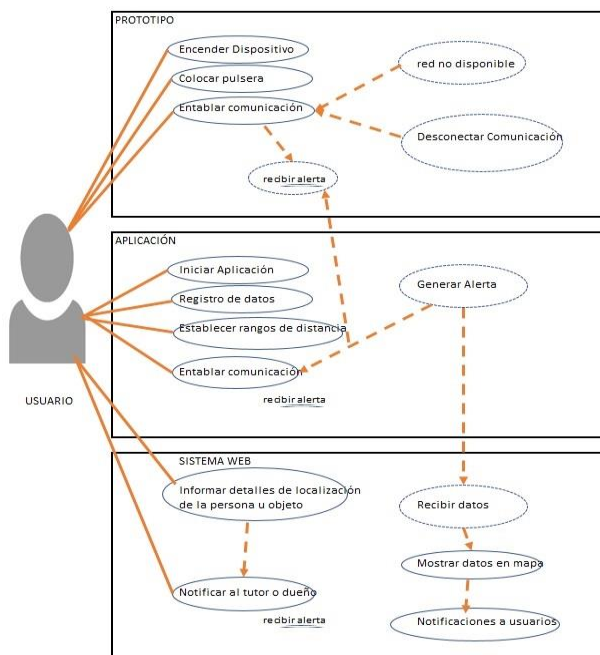 PROTOTIPO
Encender Dispositivo
Colocar pulsera
Entablar comunicación
red no disponible
Desconectar Comunicación
recibir alerta
APLICACIÓN
Iniciar Aplicación
Registro de datos
Establecer rangos de distancia
Entablar comunicación
Generar Alerta
recibir alerta
USUARIO
SISTEMA WEB
Informar detalles de localización
de la persona u objeto
Recibir datos
Mostrar datos en mapa
Notificar al tutor o dueño
Notificaciones a usuarios
recibir alerta